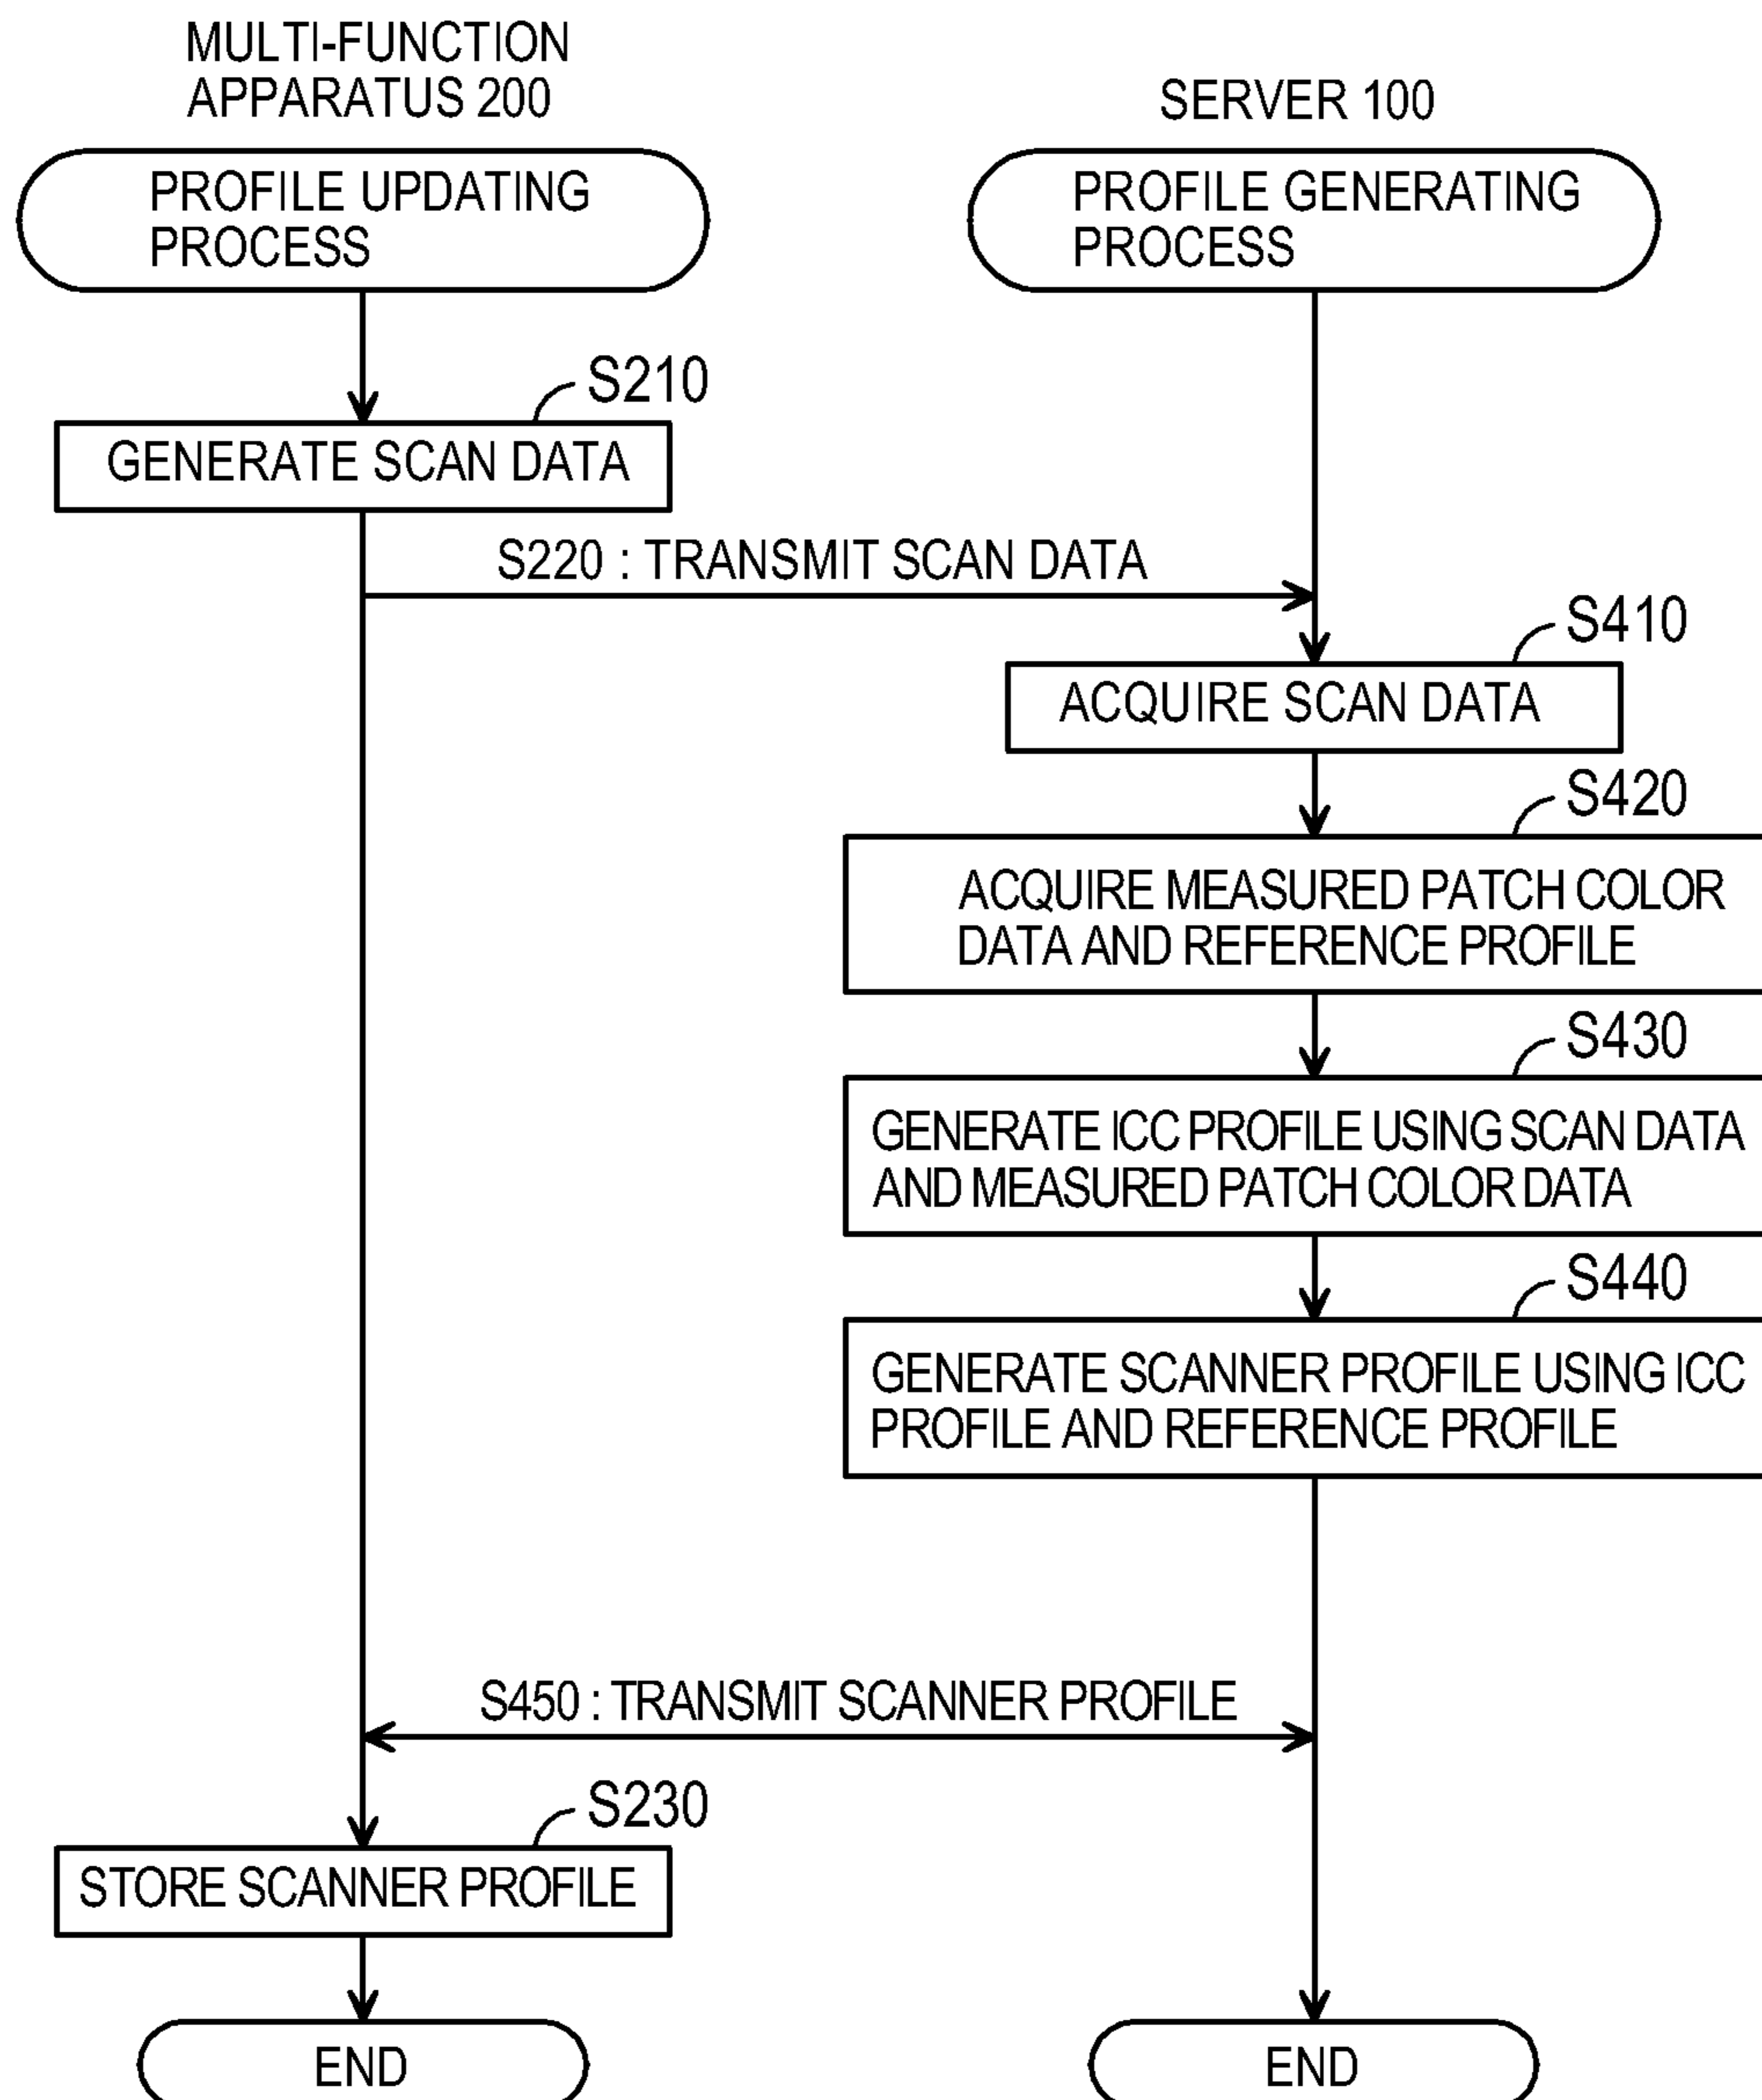 MULTI-FUNCTION
APPARATUS 200
SERVER 100
PROFILE UPDATING
PROCESS
PROFILE GENERATING
PROCESS
S210
GENERATE SCAN DATA
S220 : TRANSMIT SCAN DATA
S410
ACQUIRE SCAN DATA
S420
ACQUIRE MEASURED PATCH COLOR
DATA AND REFERENCE PROFILE
S430
GENERATE ICC PROFILE USING SCAN DATA
AND MEASURED PATCH COLOR DATA
S440
GENERATE SCANNER PROFILE USING ICC
PROFILE AND REFERENCE PROFILE
S450 : TRANSMIT SCANNER PROFILE
S230
STORE SCANNER PROFILE
END
END